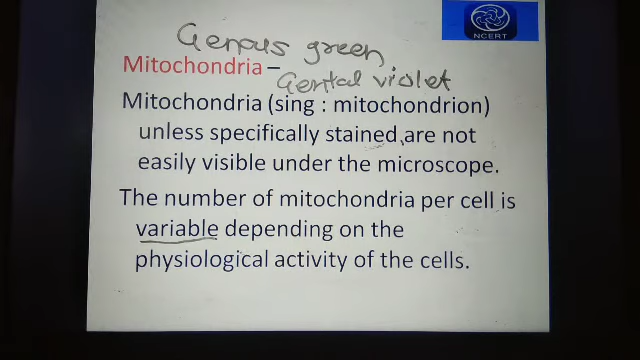 NCERT
Genous green
Mitochondria –
Gental violet
Mitochondria (sing : mitochondrion)
unless specifically stained, are not
easily visible under the microscope.
The number of mitochondria per cell is
variable depending on the
physiological activity of the cells.